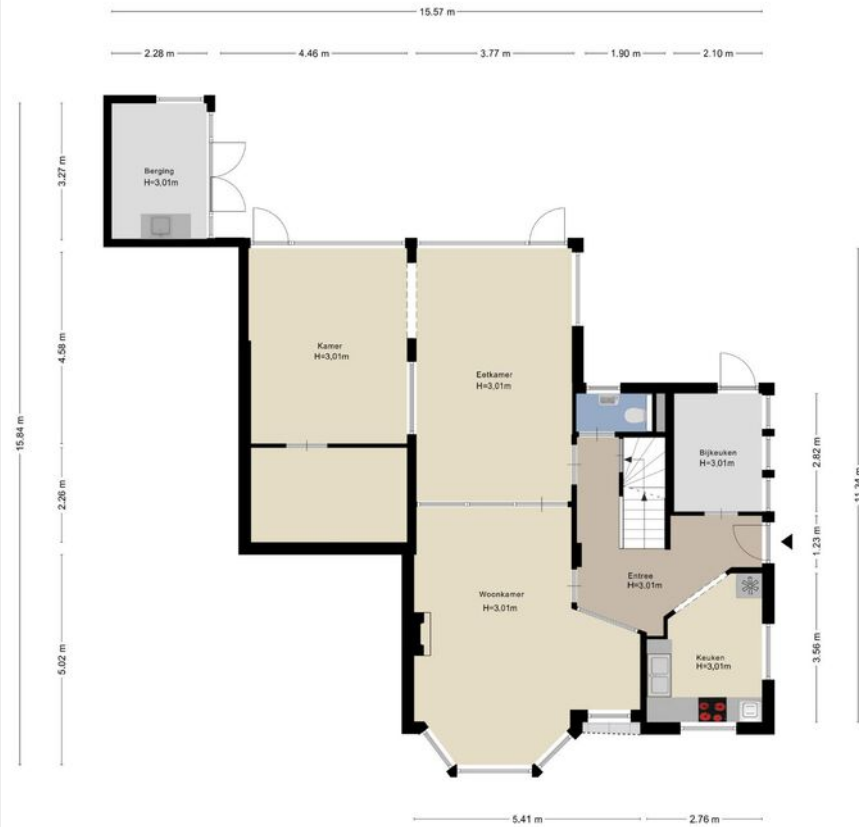 15.57 m
2.28 m
4.46 m
3.77 m
1.90 m
2.10 m
15.84 m
3.27 m
4.58 m
2.26 m
5.02 m
Berging
H=3,01m
Kamer
H=3,01m
Eetkamer
H=3,01m
Bijkeuken
H=3,01m
Entree
H=3,01m
Woonkamer
H=3,01m
Keuken
H=3,01m
2.82 m
1.23 m
3.56 m
11.24 m
5.41 m
2.76 m